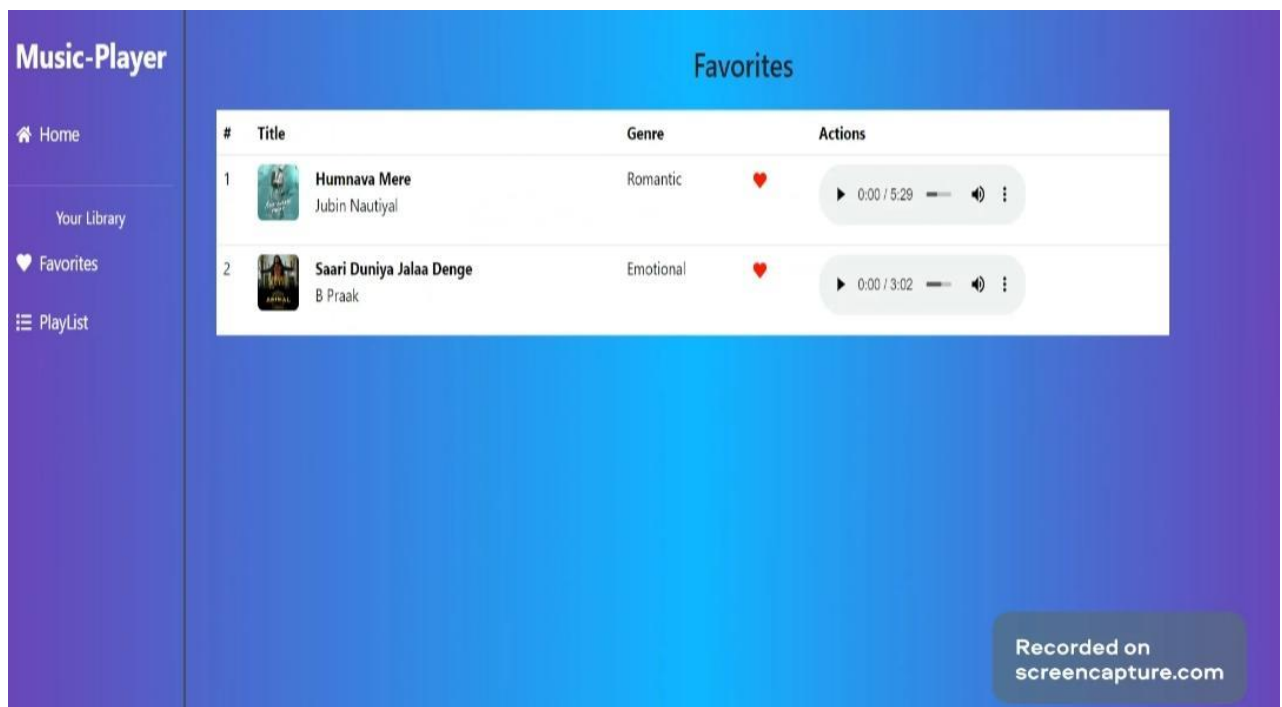 Music-Player
Home
Your Library
Favorites
PlayList
Favorites
# Title Genre Actions
1 Humnava Mere Romantic 0:00 / 5:29
Jubin Nautiyal
2 Saari Duniya Jalaa Denge Emotional 0:00 / 3:02
B Praak
ANIMAL
Recorded on
screencapture.com